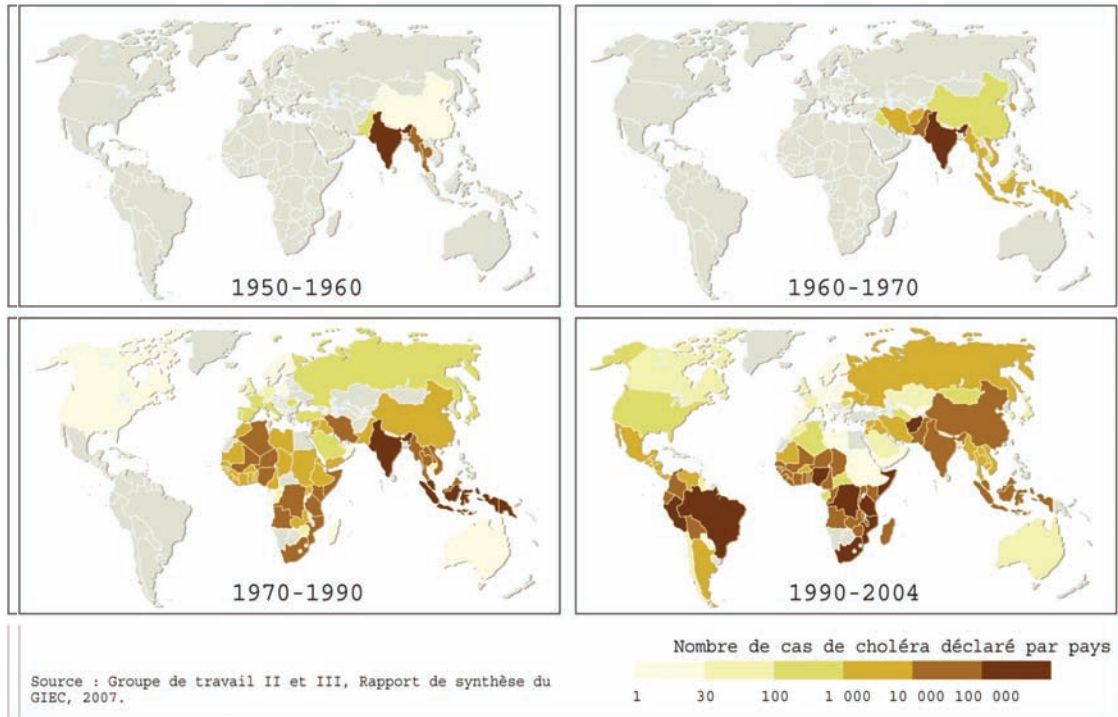 1950-1960
1960-1970
1970-1990
1990-2004
Nombre de cas de choléra déclaré par pays
1 30 100 1 000 10 000 100 000
Source : Groupe de travail II et III, Rapport de synthèse du
GIEC, 2007.